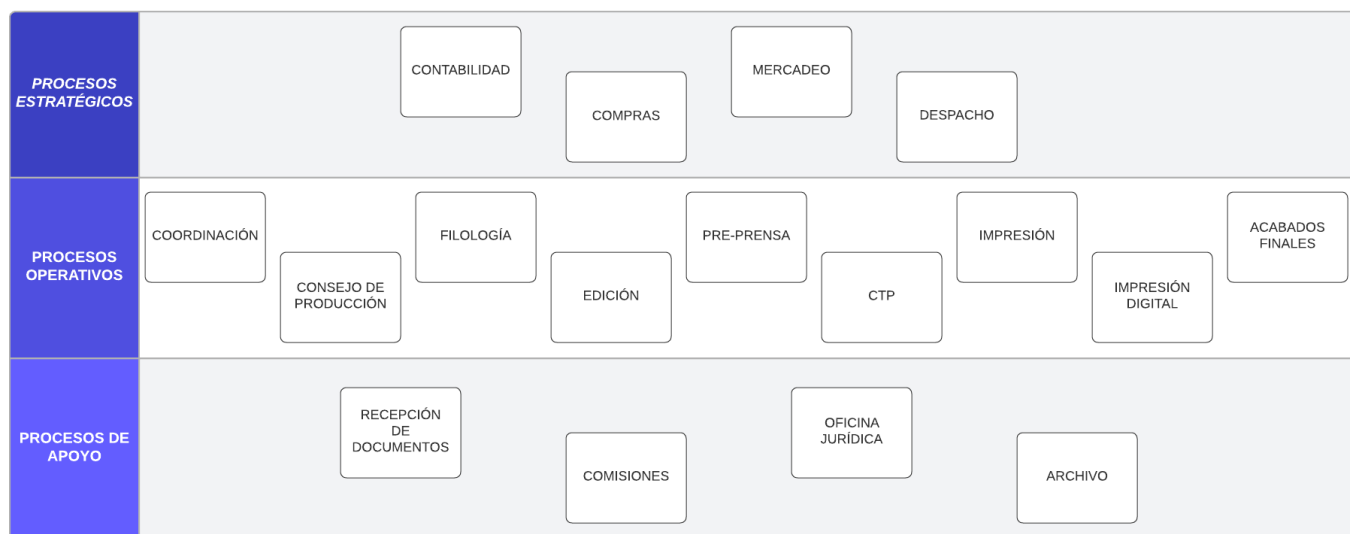 PROCESOS
ESTRATÉGICOS
CONTABILIDAD
COMPRAS
MERCADEO
DESPACHO
PROCESOS
OPERATIVOS
COORDINACIÓN
CONSEJO DE
PRODUCCIÓN
FILOLOGÍA
EDICIÓN
PRE-PRENSA
CTP
IMPRESIÓN
IMPRESIÓN
DIGITAL
ACABADOS
FINALES
PROCESOS DE
APOYO
RECEPCIÓN
DE
DOCUMENTOS
COMISIONES
OFICINA
JURÍDICA
ARCHIVO